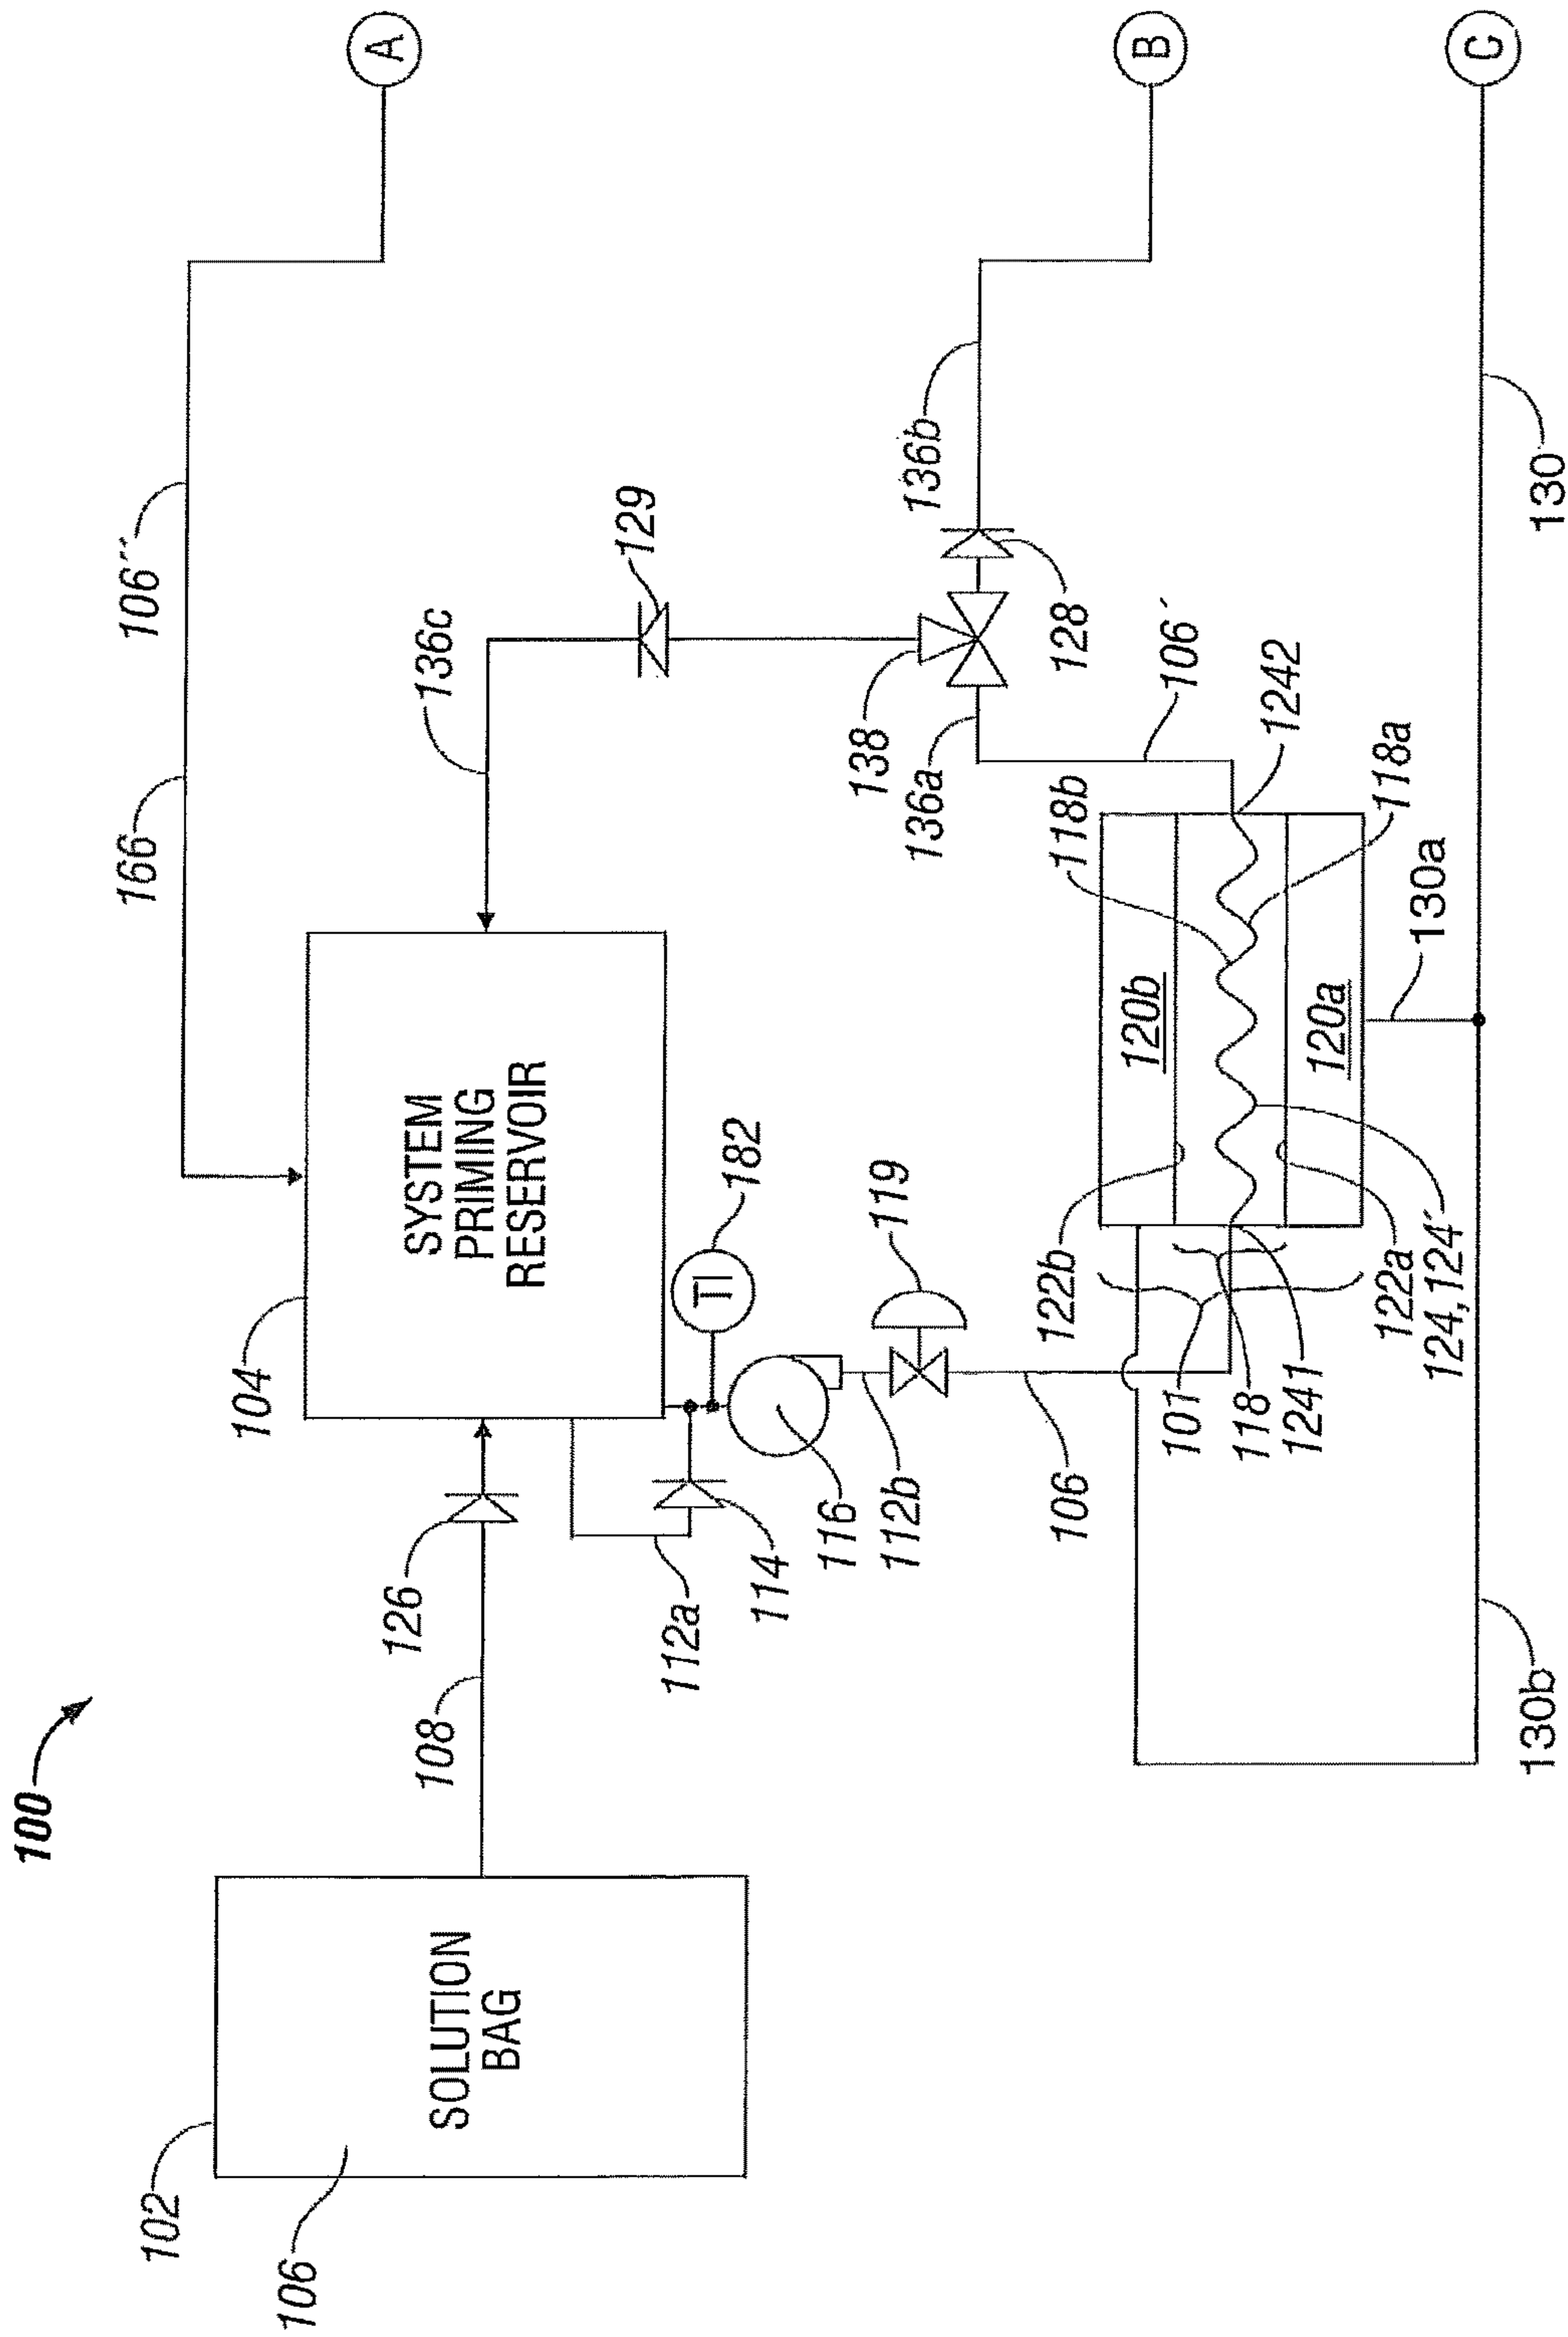 100
102
106
SOLUTION
BAG
108
126
104
SYSTEM
PRIMING
RESERVOIR
166
106´´
A
136c
129
112a
114
182
TI
116
112b
119
106
138
136a
128
136b
B
106´
1242
118b
118a
120b
120a
122b
122a
124,124´
101
118
1241
130a
130b
130
C